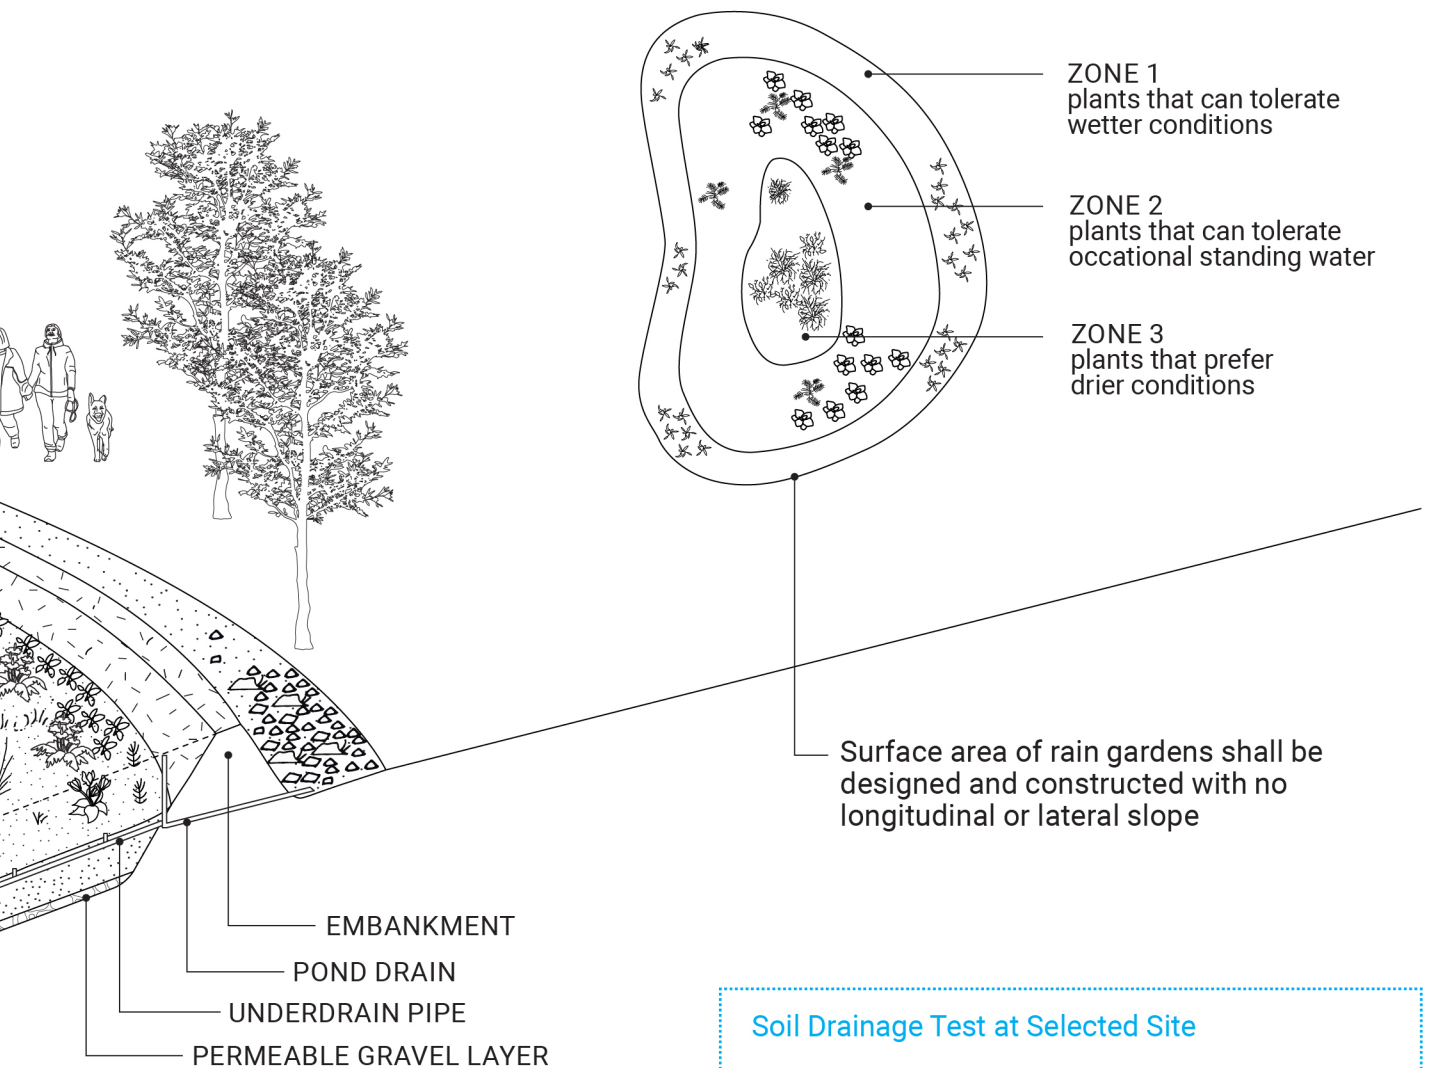 ZONE 1
plants that can tolerate
wetter conditions
ZONE 2
plants that can tolerate
occational standing water
ZONE 3
plants that prefer
drier conditions
Surface area of rain gardens shall be
designed and constructed with no
longitudinal or lateral slope
EMBANKMENT
POND DRAIN
UNDERDRAIN PIPE
PERMEABLE GRAVEL LAYER
Soil Drainage Test at Selected Site